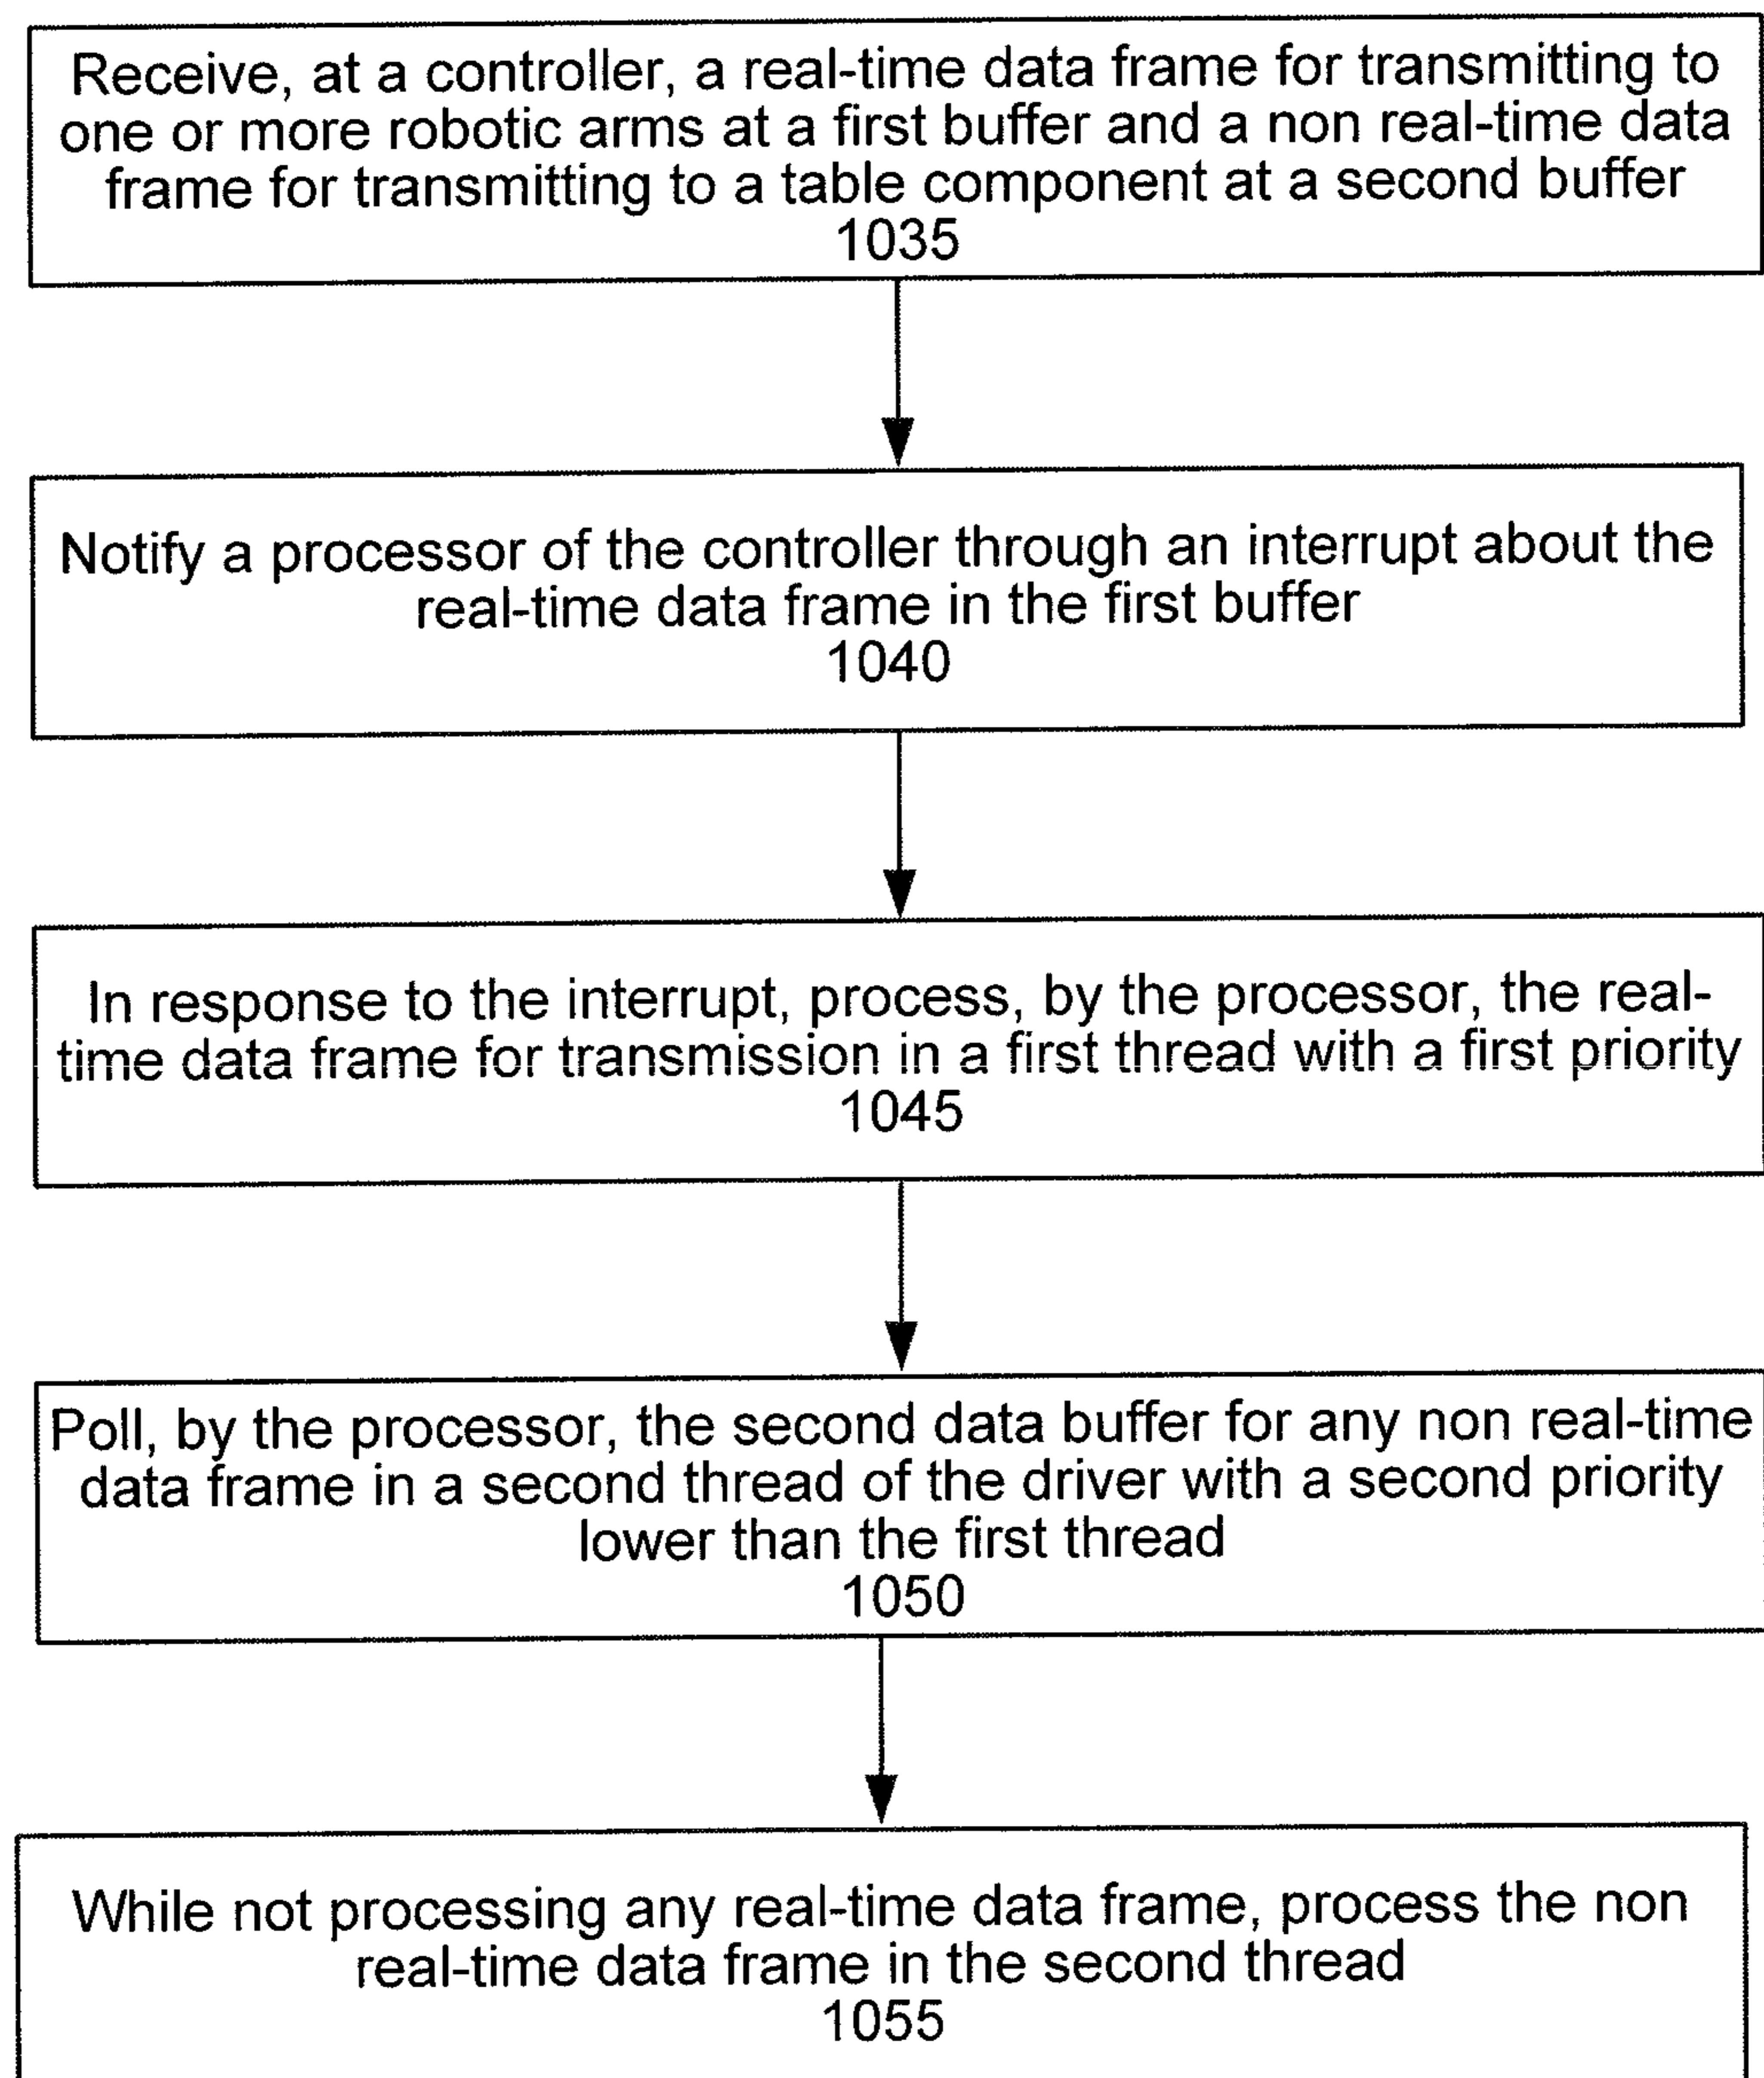 Receive, at a controller, a real-time data frame for transmitting to
one or more robotic arms at a first buffer and a non real-time data
frame for transmitting to a table component at a second buffer
1035
Notify a processor of the controller through an interrupt about the
real-time data frame in the first buffer
1040
In response to the interrupt, process, by the processor, the real-
time data frame for transmission in a first thread with a first priority
1045
Poll, by the processor, the second data buffer for any non real-time
data frame in a second thread of the driver with a second priority
lower than the first thread
1050
While not processing any real-time data frame, process the non
real-time data frame in the second thread
1055